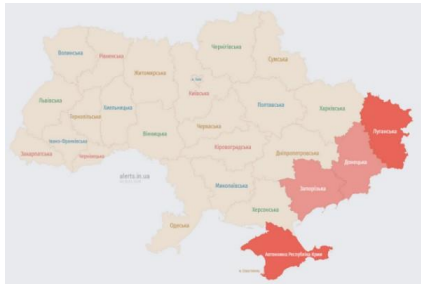 Чернігівська
Волинська
Рівненська
Сумська
Житомирська
Київська
Львівська
Тернопільська
Хмельницька
Полтавська
Харківська
Луганська
Черкаська
Вінницька
Івано-Франківська
Кіровоградська
Дніпропетровська
Донецька
Закарпатська
Чернівецька
alerts.in.ua
Миколаївська
Запорізька
Херсонська
Одеська
Автономна Республіка Крим